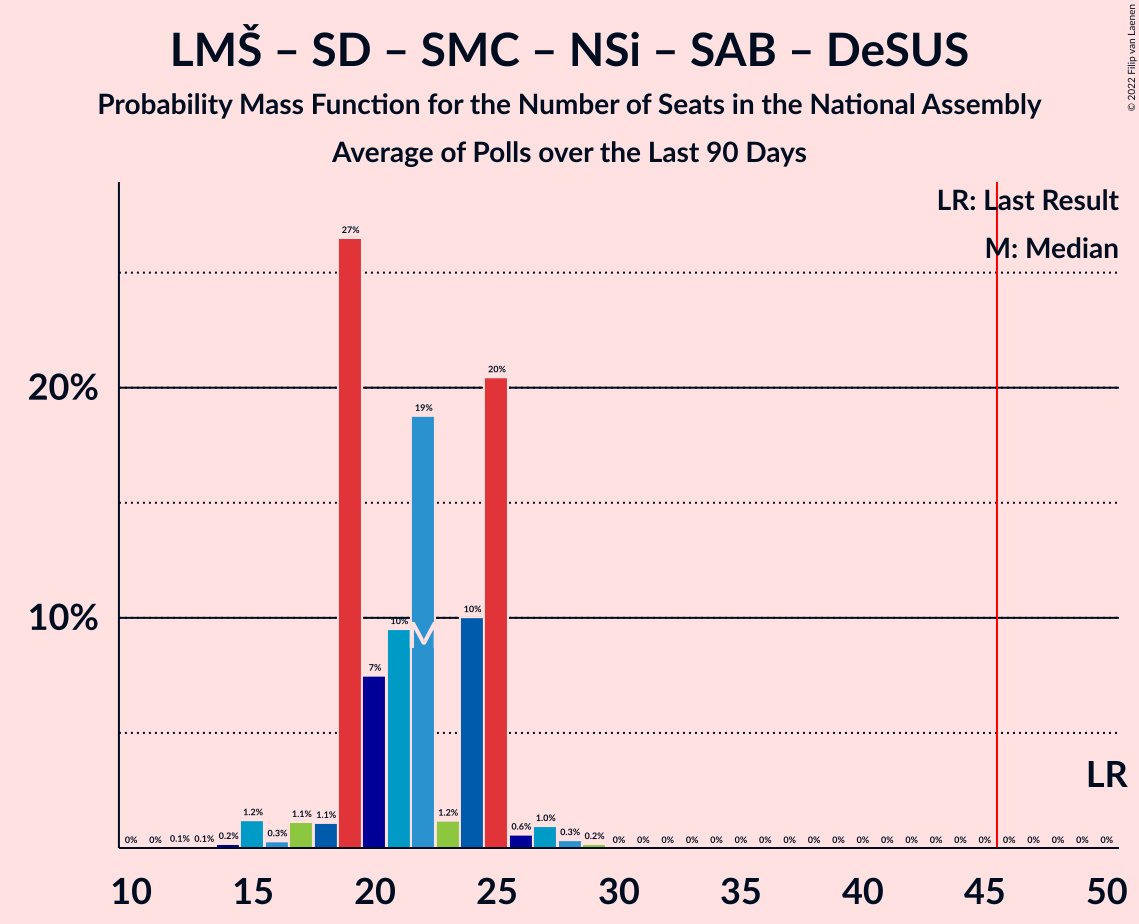 LMŠ – SD – SMC – NSi – SAB – DeSUS
Probability Mass Function for the Number of Seats in the National Assembly
Average of Polls over the Last 90 Days
© 2022 Filip van Laenen
LR: Last Result
M: Median
27%
20%
20%
19%
10%
10%
10%
M
7%
LR
0% 0% 0.1% 0.1% 0.2% 1.2% 0.3% 1.1% 1.1% 1.2% 0.6% 1.0% 0.3% 0.2% 0% 0% 0% 0% 0% 0% 0% 0% 0% 0% 0% 0% 0% 0% 0% 0% 0% 0% 0% 0% 0%
10 15 20 25 30 35 40 45 50